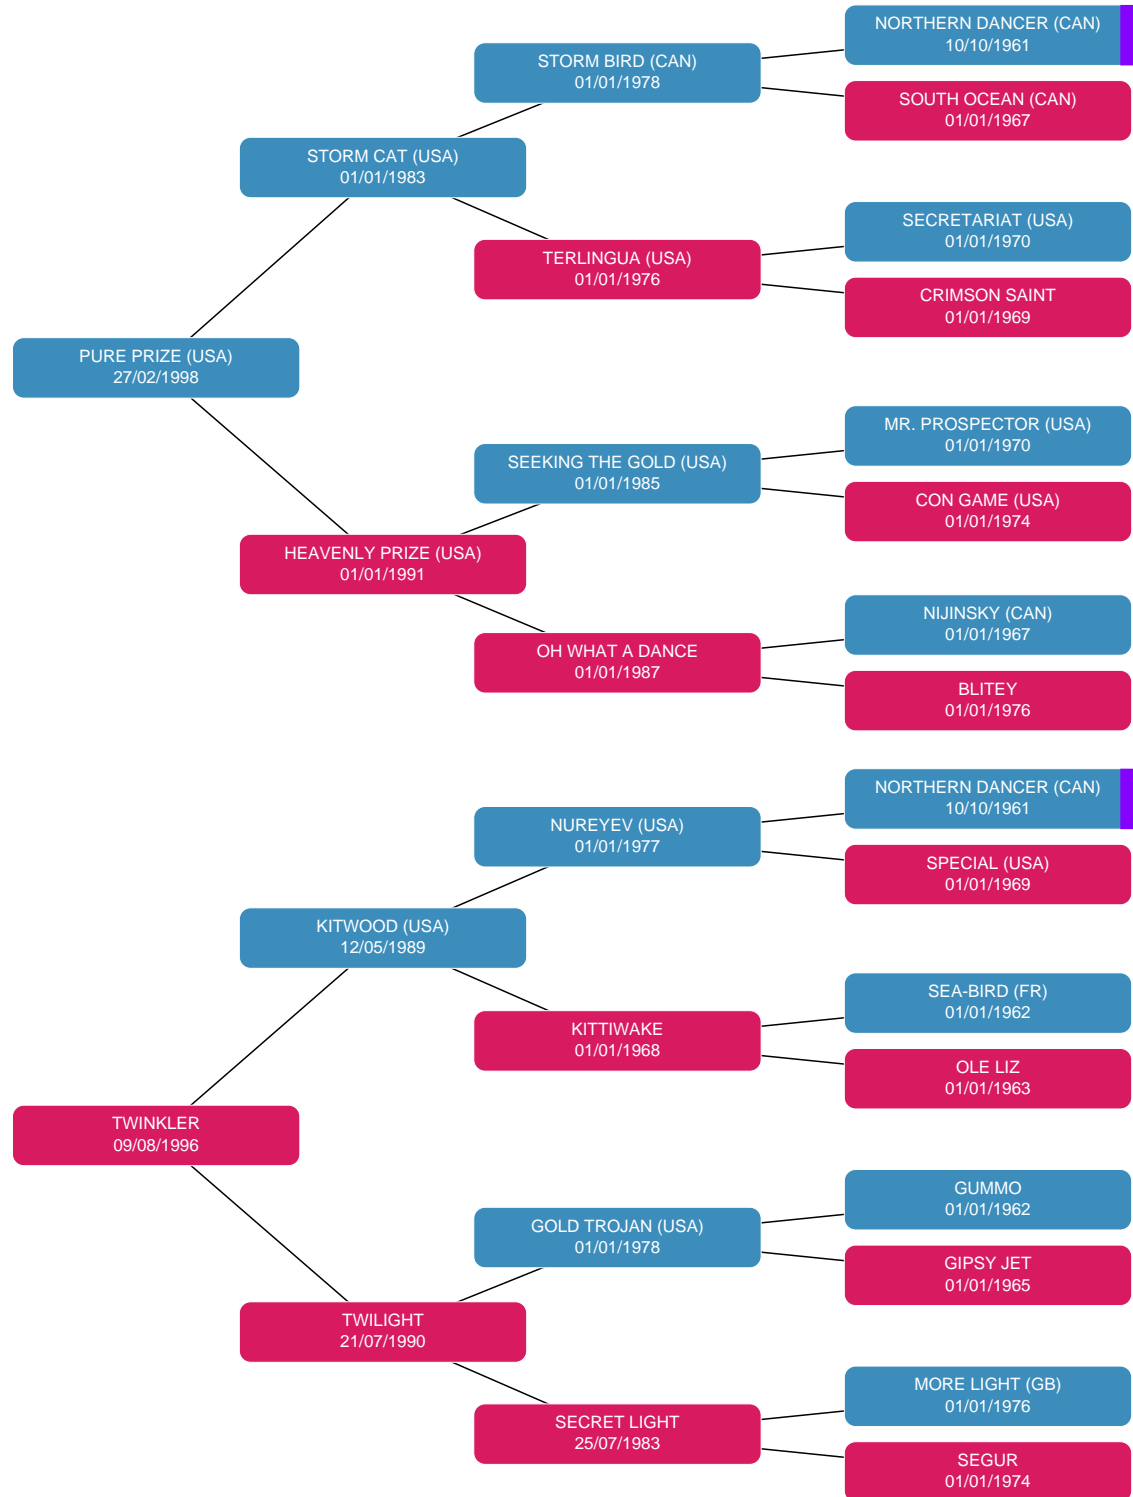 NORTHERN DANCER (CAN)
10/10/1961
STORM BIRD (CAN)
01/01/1978
SOUTH OCEAN (CAN)
01/01/1967
STORM CAT (USA)
01/01/1983
SECRETARIAT (USA)
01/01/1970
TERLINGUA (USA)
01/01/1976
CRIMSON SAINT
01/01/1969
PURE PRIZE (USA)
27/02/1998
MR. PROSPECTOR (USA)
01/01/1970
SEEKING THE GOLD (USA)
01/01/1985
CON GAME (USA)
01/01/1974
HEAVENLY PRIZE (USA)
01/01/1991
NIJINSKY (CAN)
01/01/1967
OH WHAT A DANCE
01/01/1987
BLITEY
01/01/1976
NORTHERN DANCER (CAN)
10/10/1961
NUREYEV (USA)
01/01/1977
SPECIAL (USA)
01/01/1969
KITWOOD (USA)
12/05/1989
SEA-BIRD (FR)
01/01/1962
KITTIWAKE
01/01/1968
OLE LIZ
01/01/1963
TWINKLER
09/08/1996
GUMMO
01/01/1962
GOLD TROJAN (USA)
01/01/1978
GIPSY JET
01/01/1965
TWILIGHT
21/07/1990
MORE LIGHT (GB)
01/01/1976
SECRET LIGHT
25/07/1983
SEGUR
01/01/1974